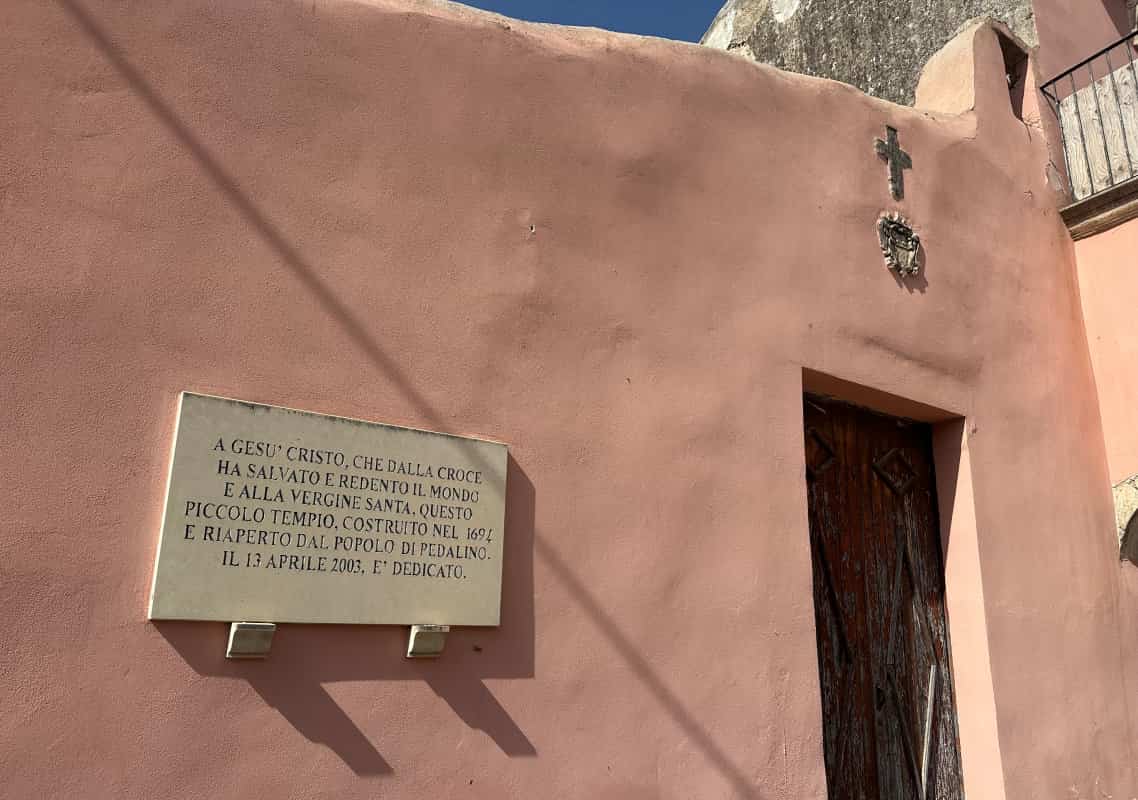 A GESU' CRISTO, CHE DALLA CROCE
HA SALVATO E REDENTO IL MONDO
E ALLA VERGINE SANTA, QUESTO
PICCOLO TEMPIO, COSTRUITO NEL 1694
E RIAPERTO DAL POPOLO DI PEDALINO.
IL 13 APRILE 2003, E' DEDICATO.